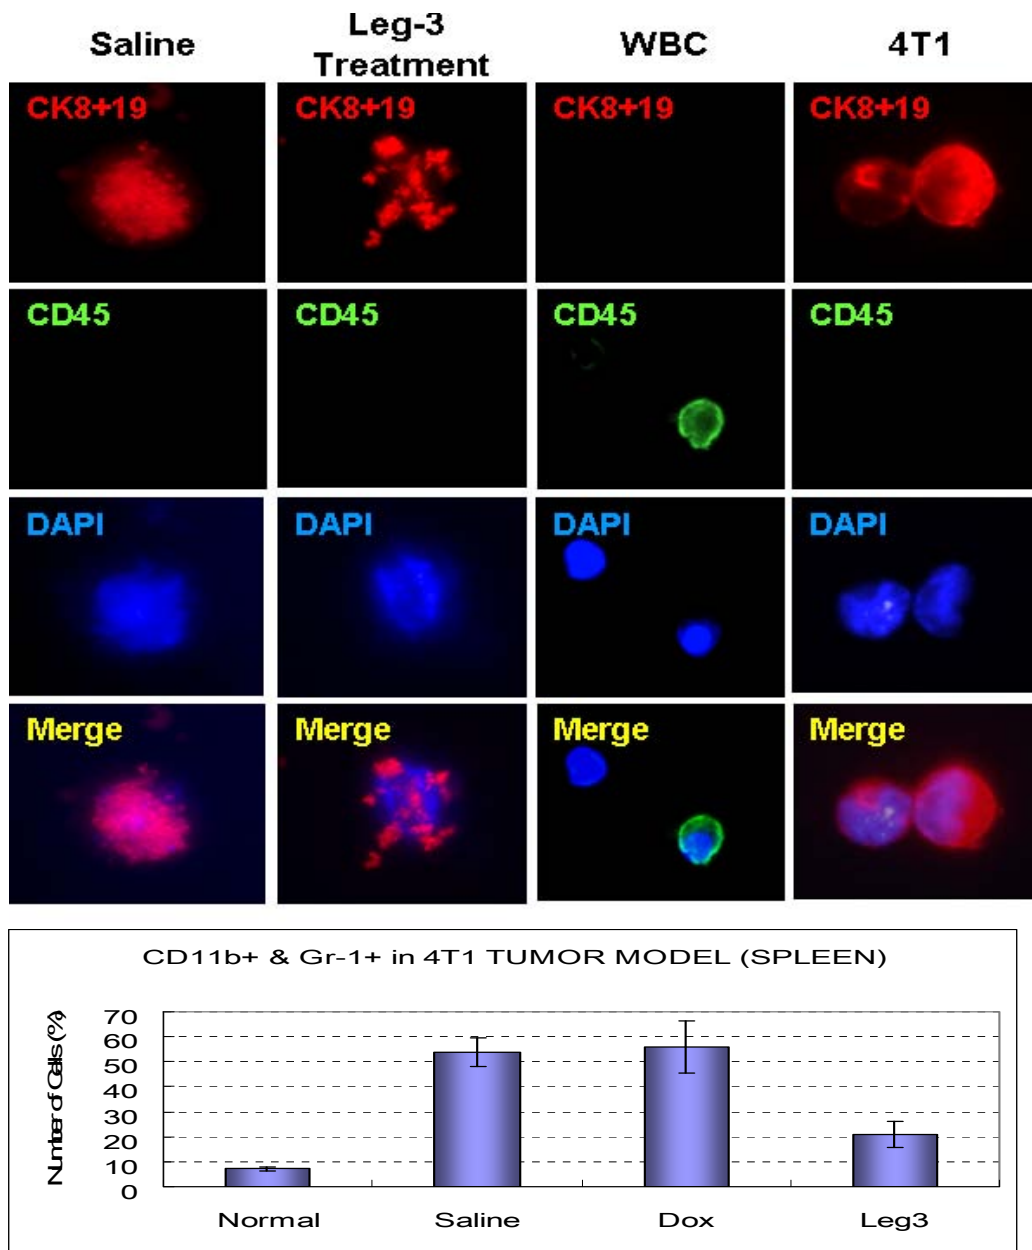 Saline Leg-3 Treatment WBC 4T1
CK8+19 CK8+19 CK8+19 CK8+19
CD45 CD45 CD45 CD45
DAPI DAPI DAPI DAPI
Merge Merge Merge Merge
CD11b+ & Gr-1+ in 4T1 TUMOR MODEL (SPLEEN)
Number of Cells (%)
70
60
50
40
30
20
10
0
Normal Saline Dox Leg3